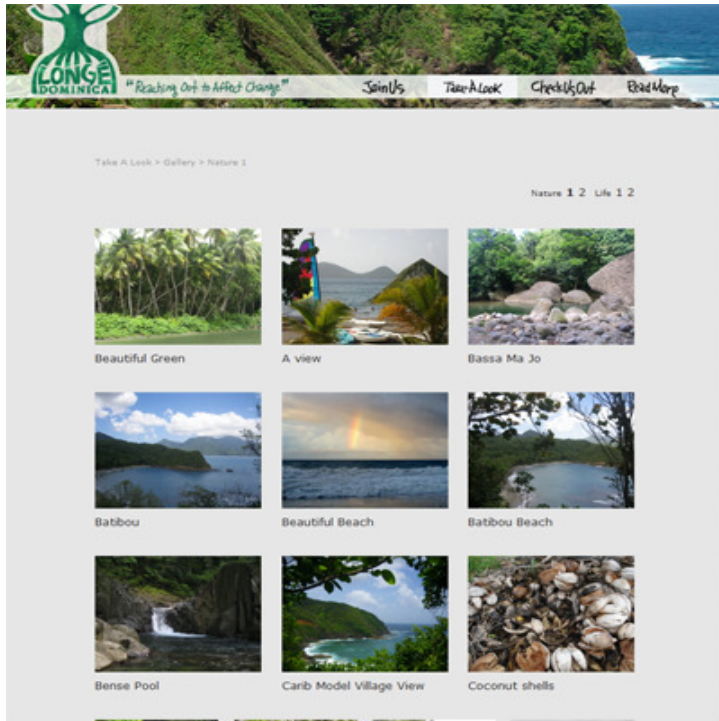 LONGE
DOMINICA
"Reaching Out to Affect Change"
Join Us
Take A Look
Check Us Out
Read More
Take A Look > Gallery > Nature 1
Nature 1 2 Life 1 2
Beautiful Green
A view
Bassa Ma Jo
Batibou
Beautiful Beach
Batibou Beach
Bense Pool
Carib Model Village View
Coconut shells